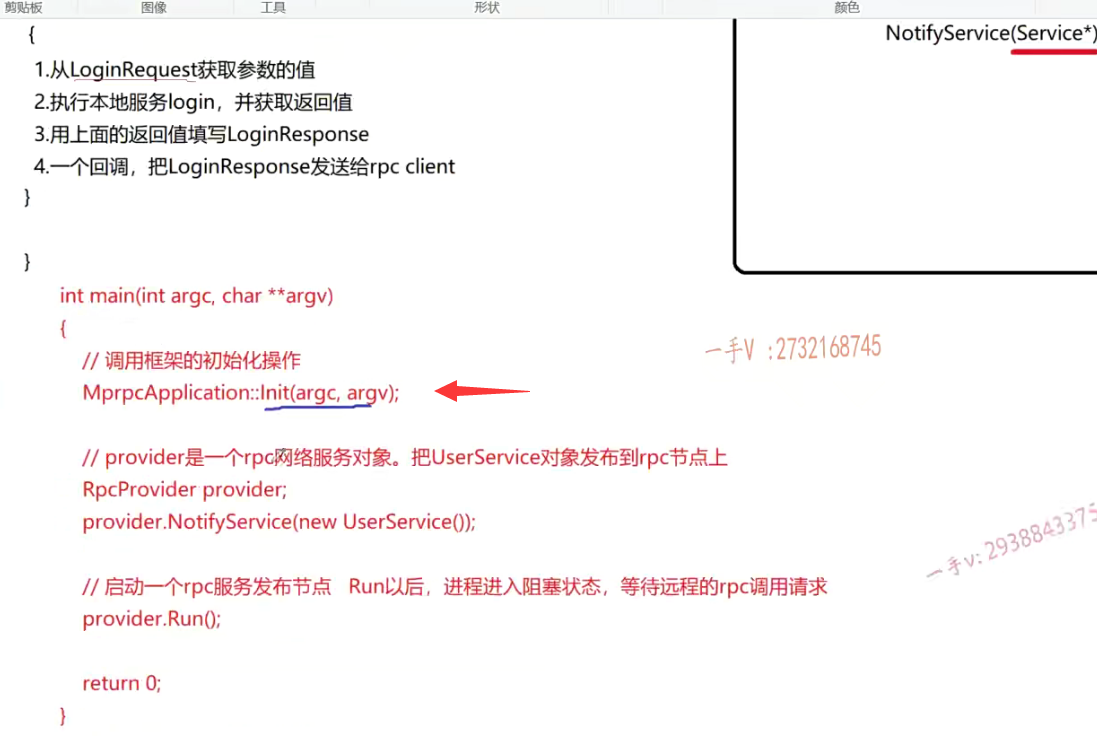 剪贴板 图像 工具 形状 颜色
NotifyService(Service*)
{
1.从LoginRequest获取参数的值
2.执行本地服务login，并获取返回值
3.用上面的返回值填写LoginResponse
4.一个回调，把LoginResponse发送给rpc client
}
}
int main(int argc, char **argv)
{
// 调用框架的初始化操作
一手V :2732168745
MprpcApplication::Init(argc, argv);
// provider是一个rpc网络服务对象。把UserService对象发布到rpc节点上
RpcProvider provider;
provider.NotifyService(new UserService());
一手v:2938843375
// 启动一个rpc服务发布节点 Run以后，进程进入阻塞状态，等待远程的rpc调用请求
provider.Run();
return 0;
}